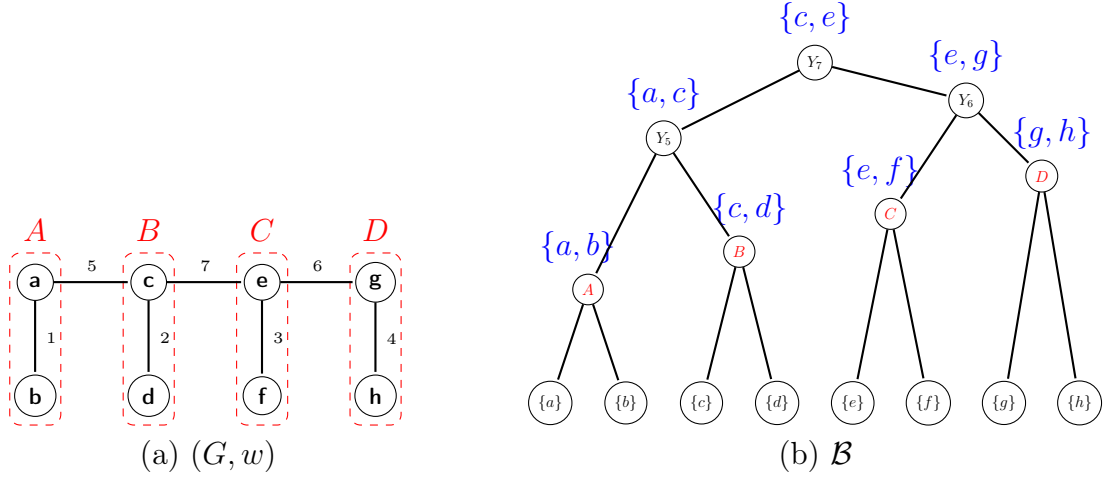 A B C D
a 5 c 7 e 6 g
1 2 3 4
b d f h
(a) (G, w)
{c, e}
Y₇
{e, g}
Y₆
{a, c}
Y₅
{g, h}
D
{e, f}
C
{c, d}
B
{a, b}
A
{a} {b} {c} {d} {e} {f} {g} {h}
(b) ℬ